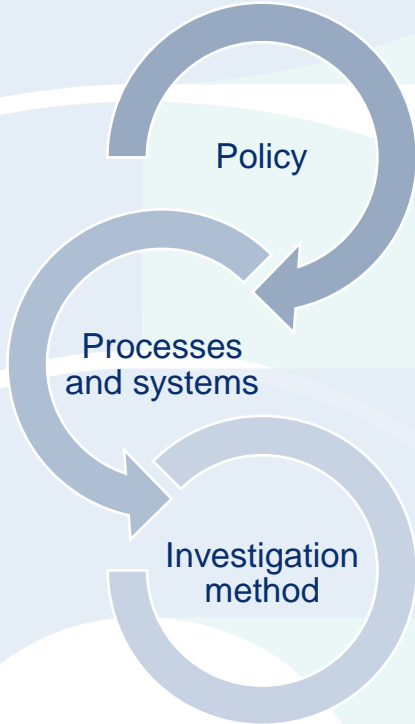 Policy
Processes
and systems
Investigation
method